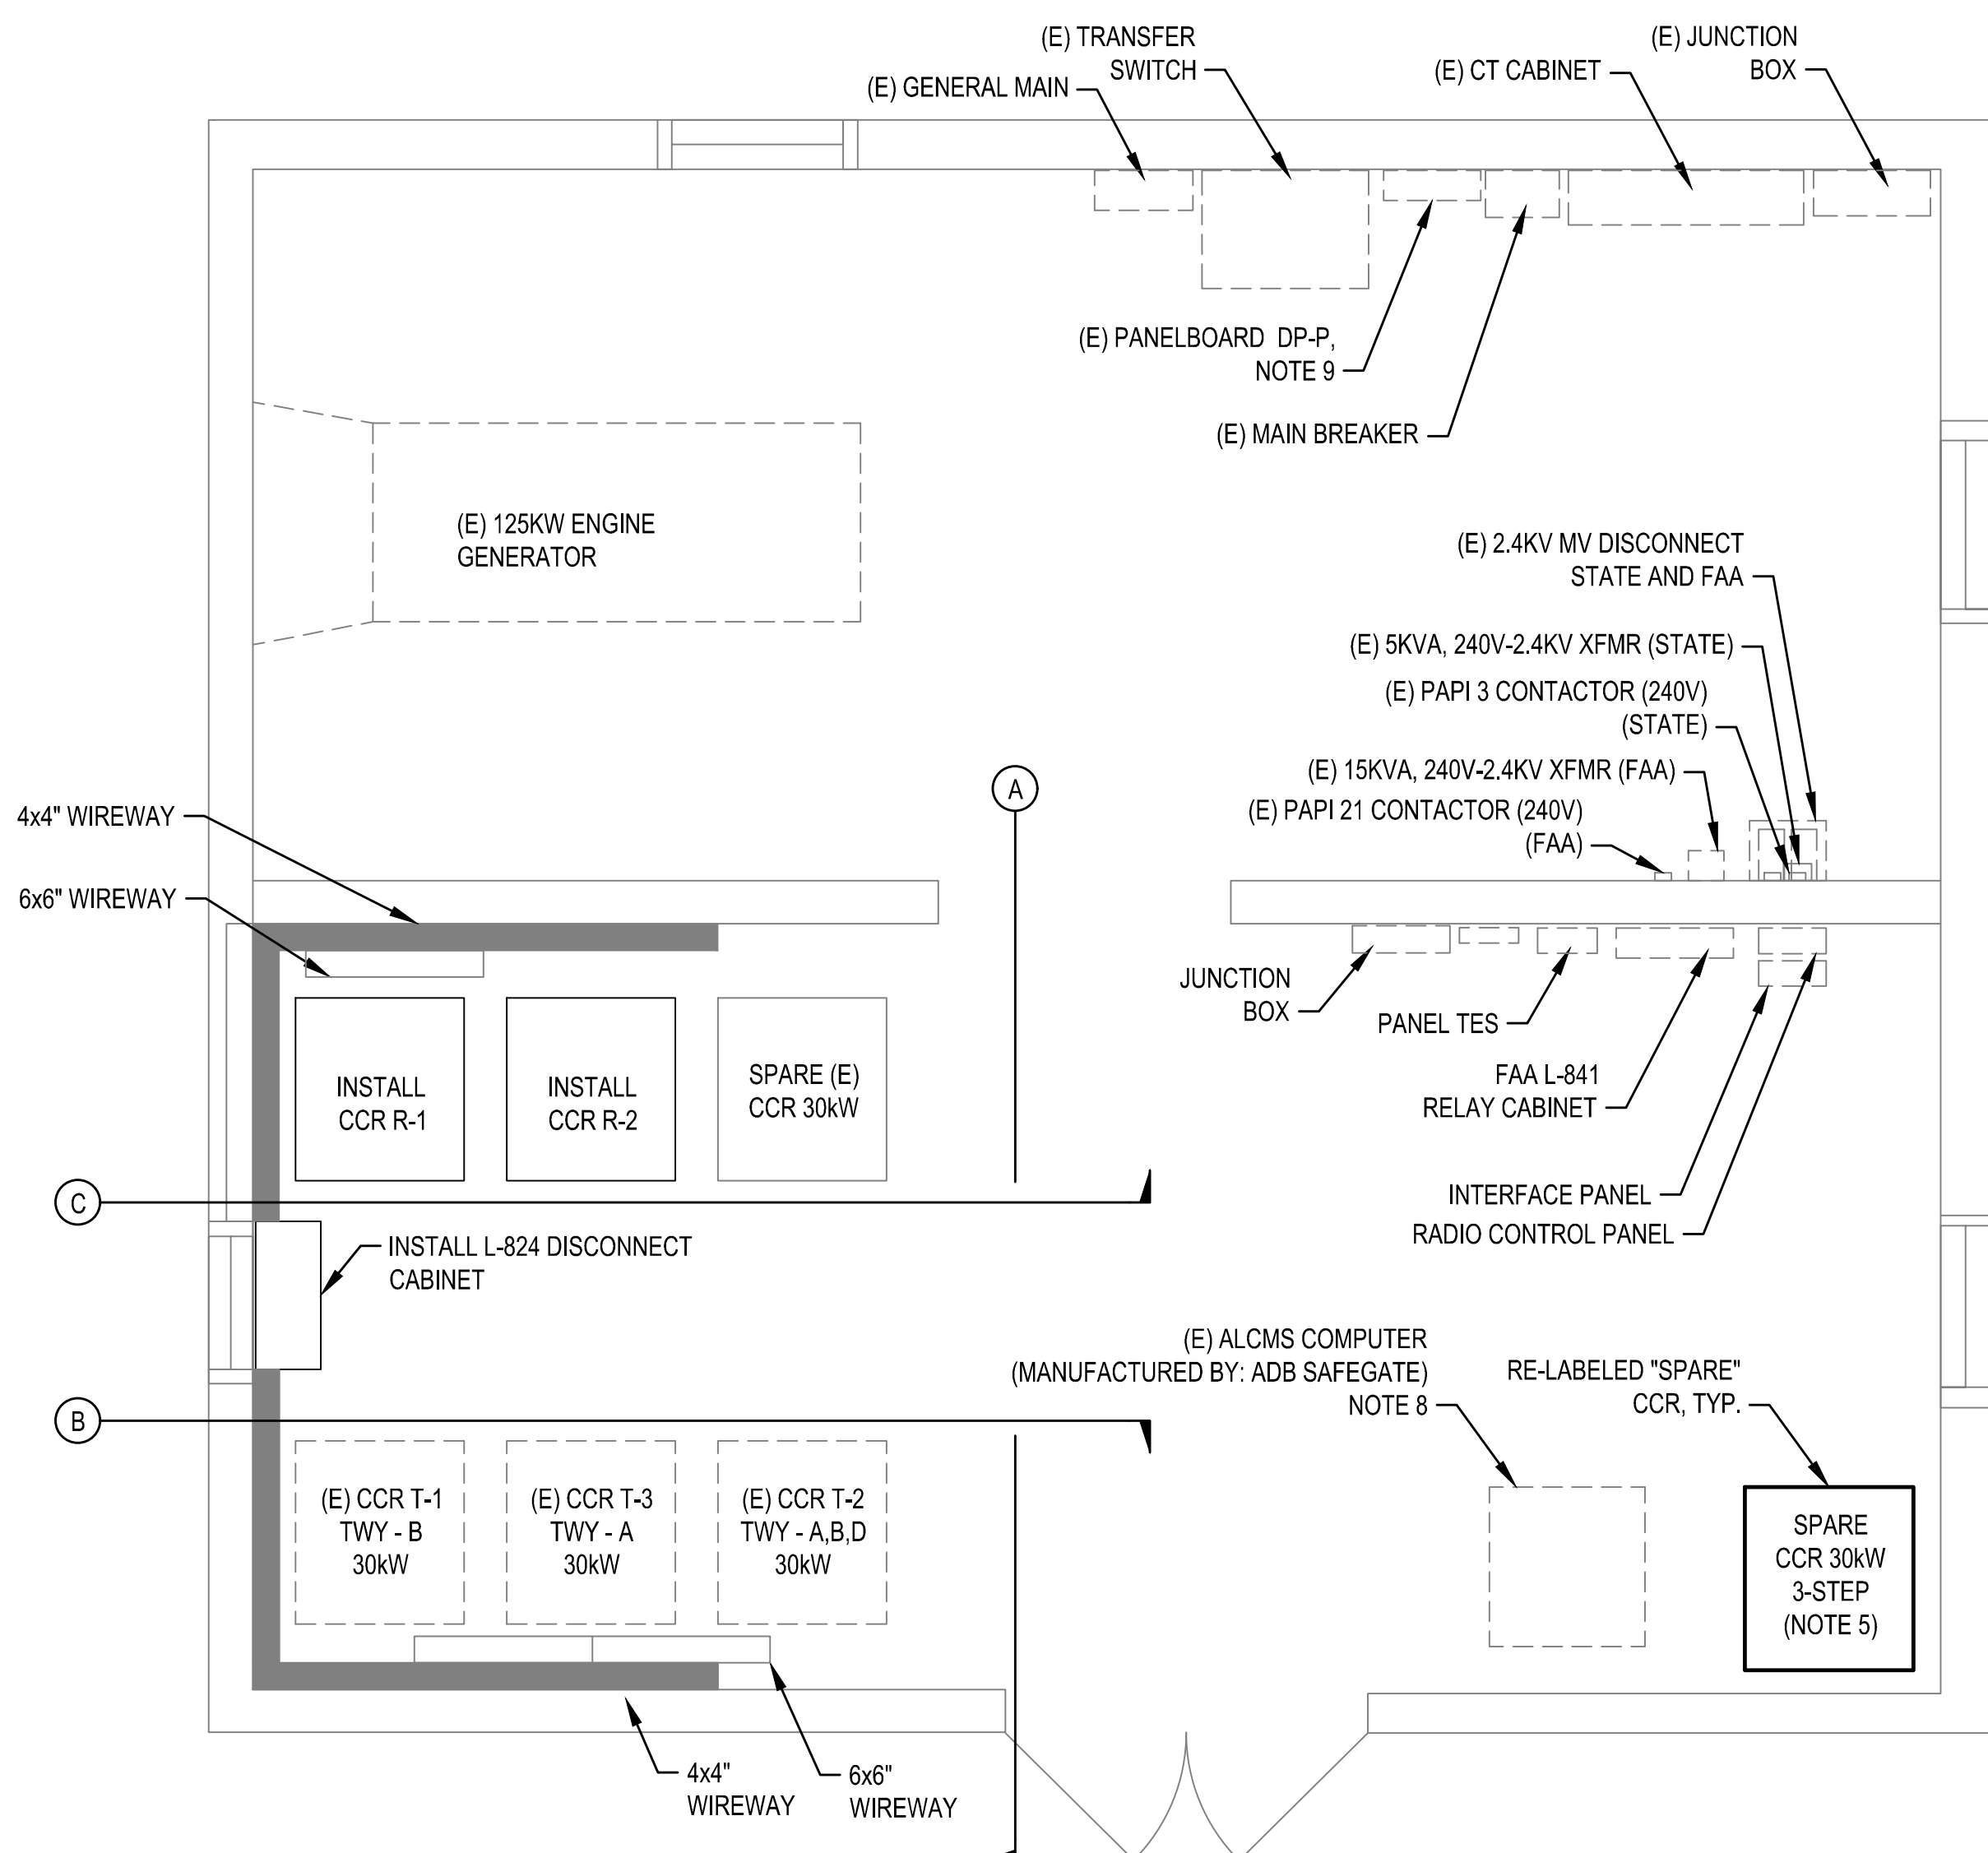 (E) TRANSFER
SWITCH
(E) JUNCTION
BOX
(E) GENERAL MAIN
(E) CT CABINET
(E) PANELBOARD  DP-P,
NOTE 9
(E) MAIN BREAKER
(E) 125KW ENGINE
GENERATOR
(E) 2.4KV MV DISCONNECT
STATE AND FAA
(E) 5KVA, 240V-2.4KV XFMR (STATE)
(E) PAPI 3 CONTACTOR (240V)
(STATE)
(E) 15KVA, 240V-2.4KV XFMR (FAA)
(E) PAPI 21 CONTACTOR (240V)
(FAA)
A
4x4" WIREWAY
6x6" WIREWAY
JUNCTION
BOX
PANEL TES
FAA L-841
RELAY CABINET
INTERFACE PANEL
RADIO CONTROL PANEL
INSTALL
CCR R-1
INSTALL
CCR R-2
SPARE (E)
CCR 30kW
C
INSTALL L-824 DISCONNECT
CABINET
(E) ALCMS COMPUTER
(MANUFACTURED BY: ADB SAFEGATE)
NOTE 8
RE-LABELED "SPARE"
CCR, TYP.
B
(E) CCR T-1
TWY - B
30kW
(E) CCR T-3
TWY - A
30kW
(E) CCR T-2
TWY - A,B,D
30kW
SPARE
CCR 30kW
3-STEP
(NOTE 5)
4x4"
WIREWAY
6x6"
WIREWAY